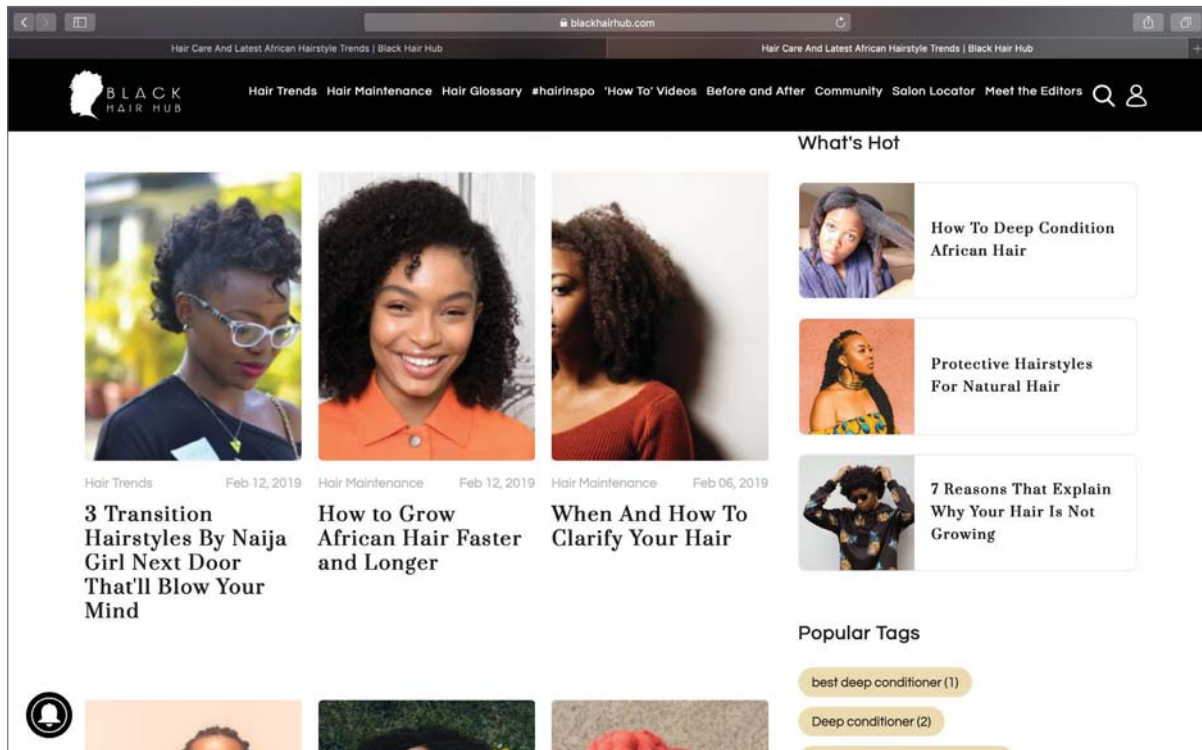 blackhairhub.com
Hair Care And Latest African Hairstyle Trends | Black Hair Hub
Hair Care And Latest African Hairstyle Trends | Black Hair Hub
BLACK
HAIR HUB
Hair Trends Hair Maintenance Hair Glossary #hairinspo 'How To' Videos Before and After Community Salon Locator Meet the Editors
Hair Trends Feb 12, 2019
3 Transition
Hairstyles By Naija
Girl Next Door
That'll Blow Your
Mind
Hair Maintenance Feb 12, 2019
How to Grow
African Hair Faster
and Longer
Hair Maintenance Feb 06, 2019
When And How To
Clarify Your Hair
What's Hot
How To Deep Condition
African Hair
Protective Hairstyles
For Natural Hair
7 Reasons That Explain
Why Your Hair Is Not
Growing
Popular Tags
best deep conditioner (1)
Deep conditioner (2)